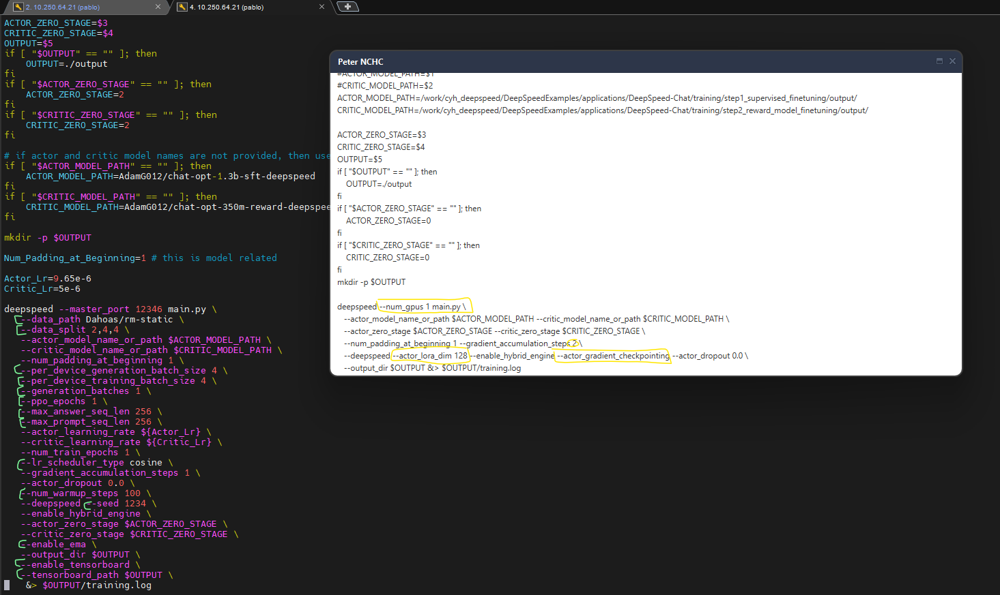 2. 10.250.64.21 (pablo)
4. 10.250.64.21 (pablo)
ACTOR_ZERO_STAGE=$3
CRITIC_ZERO_STAGE=$4
OUTPUT=$5
if [ "$OUTPUT" == "" ]; then
    OUTPUT=./output
fi
if [ "$ACTOR_ZERO_STAGE" == "" ]; then
    ACTOR_ZERO_STAGE=2
fi
if [ "$CRITIC_ZERO_STAGE" == "" ]; then
    CRITIC_ZERO_STAGE=2
fi
# if actor and critic model names are not provided, then use
if [ "$ACTOR_MODEL_PATH" == "" ]; then
    ACTOR_MODEL_PATH=AdamG012/chat-opt-1.3b-sft-deepspeed
fi
if [ "$CRITIC_MODEL_PATH" == "" ]; then
    CRITIC_MODEL_PATH=AdamG012/chat-opt-350m-reward-deepspee
fi
mkdir -p $OUTPUT
Num_Padding_at_Beginning=1 # this is model related
Actor_Lr=9.65e-6
Critic_Lr=5e-6
deepspeed --master_port 12346 main.py \
   --data_path Dahoas/rm-static \
   --data_split 2,4,4 \
   --actor_model_name_or_path $ACTOR_MODEL_PATH \
   --critic_model_name_or_path $CRITIC_MODEL_PATH \
   --num_padding_at_beginning 1 \
   --per_device_generation_batch_size 4 \
   --per_device_training_batch_size 4 \
   --generation_batches 1 \
   --ppo_epochs 1 \
   --max_answer_seq_len 256 \
   --max_prompt_seq_len 256 \
   --actor_learning_rate ${Actor_Lr} \
   --critic_learning_rate ${Critic_Lr} \
   --num_train_epochs 1 \
   --lr_scheduler_type cosine \
   --gradient_accumulation_steps 1 \
   --actor_dropout 0.0 \
   --num_warmup_steps 100 \
   --deepspeed --seed 1234 \
   --enable_hybrid_engine \
   --actor_zero_stage $ACTOR_ZERO_STAGE \
   --critic_zero_stage $CRITIC_ZERO_STAGE \
   --enable_ema \
   --output_dir $OUTPUT \
   --enable_tensorboard \
   --tensorboard_path $OUTPUT \
    &> $OUTPUT/training.log
Peter NCHC
#ACTOR_MODEL_PATH=$1
#CRITIC_MODEL_PATH=$2
ACTOR_MODEL_PATH=/work/cyh_deepspeed/DeepSpeedExamples/applications/DeepSpeed-Chat/training/step1_supervised_finetuning/output/
CRITIC_MODEL_PATH=/work/cyh_deepspeed/DeepSpeedExamples/applications/DeepSpeed-Chat/training/step2_reward_model_finetuning/output/
ACTOR_ZERO_STAGE=$3
CRITIC_ZERO_STAGE=$4
OUTPUT=$5
if [ "$OUTPUT" == "" ]; then
    OUTPUT=./output
fi
if [ "$ACTOR_ZERO_STAGE" == "" ]; then
    ACTOR_ZERO_STAGE=0
fi
if [ "$CRITIC_ZERO_STAGE" == "" ]; then
    CRITIC_ZERO_STAGE=0
fi
mkdir -p $OUTPUT
deepspeed --num_gpus 1 main.py \
   --actor_model_name_or_path $ACTOR_MODEL_PATH --critic_model_name_or_path $CRITIC_MODEL_PATH \
   --actor_zero_stage $ACTOR_ZERO_STAGE --critic_zero_stage $CRITIC_ZERO_STAGE \
   --num_padding_at_beginning 1 --gradient_accumulation_steps 2 \
   --deepspeed --actor_lora_dim 128 --enable_hybrid_engine --actor_gradient_checkpointing --actor_dropout 0.0 \
   --output_dir $OUTPUT &> $OUTPUT/training.log